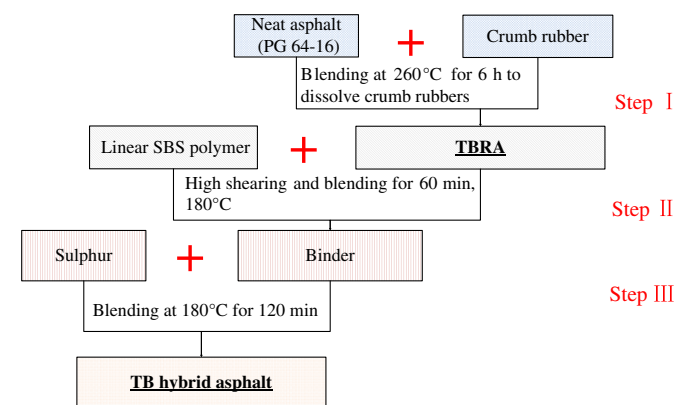 Neat asphalt
(PG 64-16)
+
Crumb rubber
Blending at 260°C for 6 h to
dissolve crumb rubbers
Step Ⅰ
Linear SBS polymer
+
TBRA
High shearing and blending for 60 min,
180°C
Step Ⅱ
Sulphur
+
Binder
Step Ⅲ
Blending at 180°C for 120 min
TB hybrid asphalt